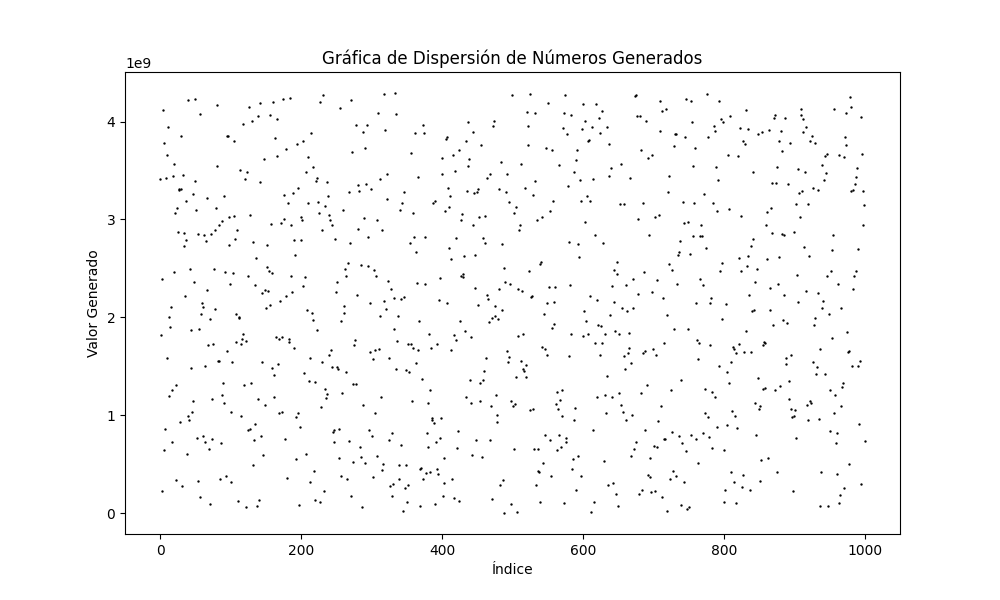 Gráfica de Dispersión de Números Generados
1e9
4
3
2
1
0
Valor Generado
0 200 400 600 800 1000
Índice